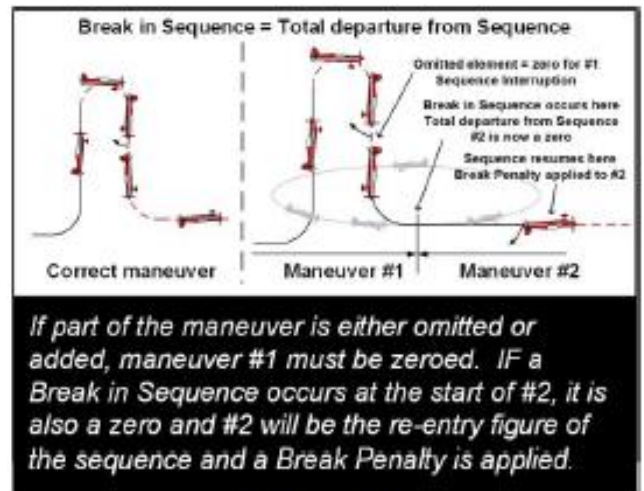 Break in Sequence = Total departure from Sequence
Omitted element = zero for #1
Sequence Interruption
Break in Sequence occurs here
Total departure from Sequence
#2 is now a zero
Sequence resumes here
Break Penalty applied to #2
Correct maneuver
Maneuver #1
Maneuver #2
If part of the maneuver is either omitted or
added, maneuver #1 must be zeroed. IF a
Break in Sequence occurs at the start of #2, it is
also a zero and #2 will be the re-entry figure of
the sequence and a Break Penalty is applied.